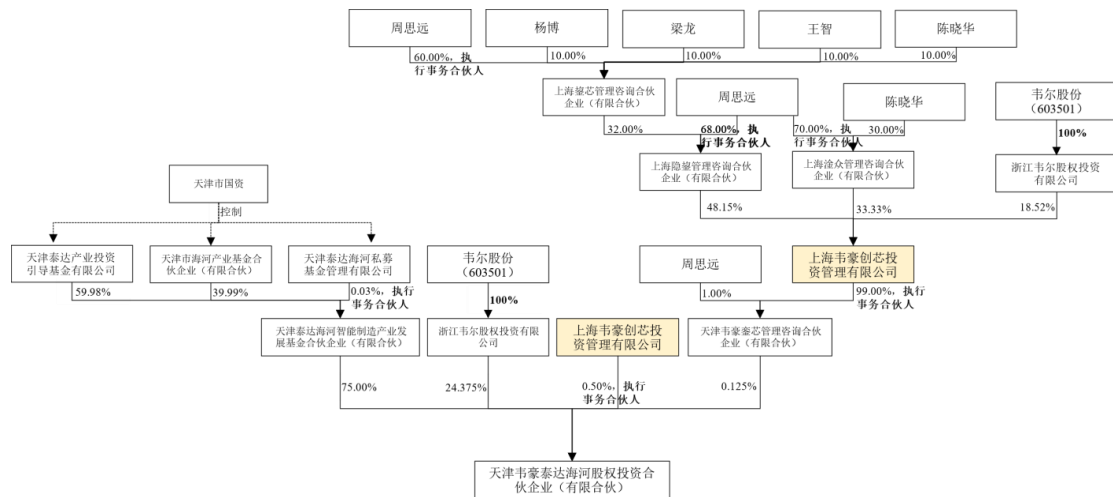 周思远
杨博
梁龙
王智
陈晓华
60.00%，执
行事务合伙人
10.00%
10.00%
10.00%
10.00%
上海鋆芯管理咨询合伙
企业（有限合伙）
周思远
陈晓华
韦尔股份
（603501）
32.00%
68.00%，执
行事务合伙人
70.00%，执
行事务合伙人
30.00%
100%
上海隐鋆管理咨询合伙
企业（有限合伙）
上海淦众管理咨询合伙
企业（有限合伙）
浙江韦尔股权投资
有限公司
天津市国资
控制
48.15%
33.33%
18.52%
天津泰达产业投资
引导基金有限公司
天津市海河产业基金合
伙企业（有限合伙）
天津泰达海河私募
基金管理有限公司
韦尔股份
（603501）
周思远
上海韦豪创芯投
资管理有限公司
59.98%
39.99%
0.03%，执行
事务合伙人
100%
1.00%
99.00%，执行
事务合伙人
天津泰达海河智能制造产业发
展基金合伙企业（有限合伙）
浙江韦尔股权投资有限
公司
上海韦豪创芯投
资管理有限公司
天津韦豪鋆芯管理咨询合伙
企业（有限合伙）
75.00%
24.375%
0.50%，执行
事务合伙人
0.125%
天津韦豪泰达海河股权投资合
伙企业（有限合伙）